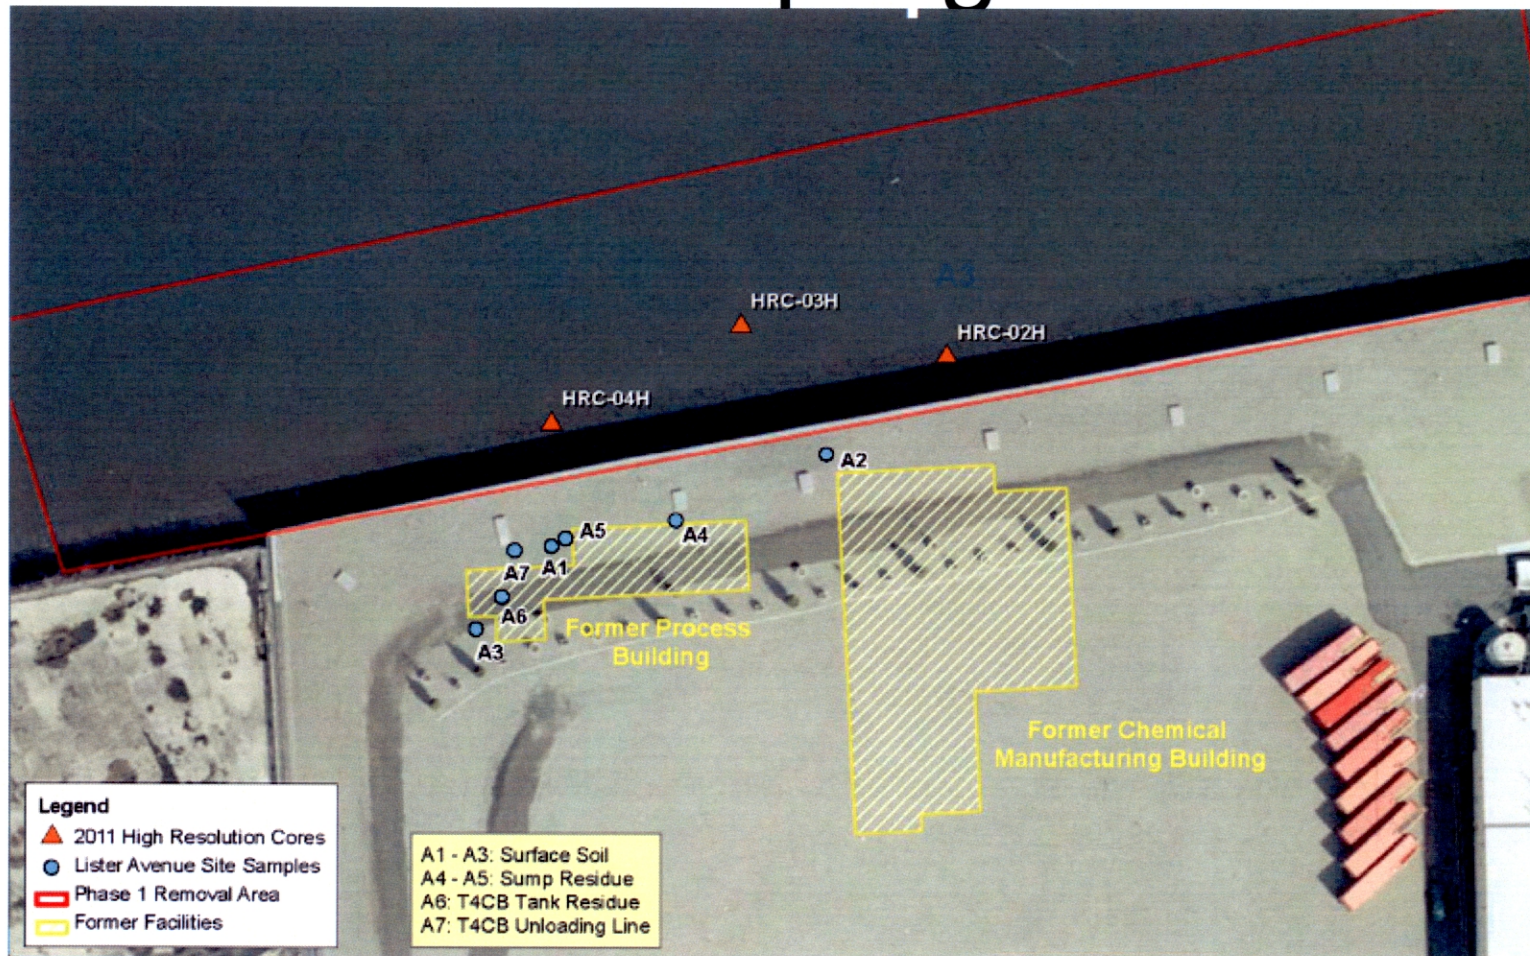 A3
HRC-03H
HRC-02H
HRC-04H
A2
A5
A4
A7
A1
A6
A3
Former Process
Building
Former Chemical
Manufacturing Building
Legend
2011 High Resolution Cores
Lister Avenue Site Samples
Phase 1 Removal Area
Former Facilities
A1 - A3: Surface Soil
A4 - A5: Sump Residue
A6: T4CB Tank Residue
A7: T4CB Unloading Line